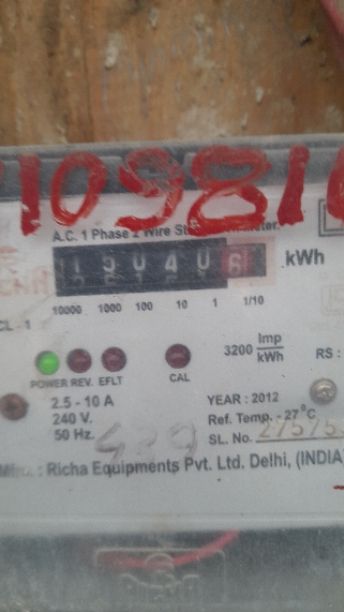 109816
A.C. 1 Phase 2 Wire
15040 6 kWh
10000 1000 100 10 1 1/10
CL - 1
3200 Imp/kWh
POWER REV. EFLT CAL
RS :
2.5 - 10 A
240 V.
50 Hz.
YEAR : 2012
Ref. Temp. - 27°C
SL. No.
: Richa Equipments Pvt. Ltd. Delhi, (INDIA)